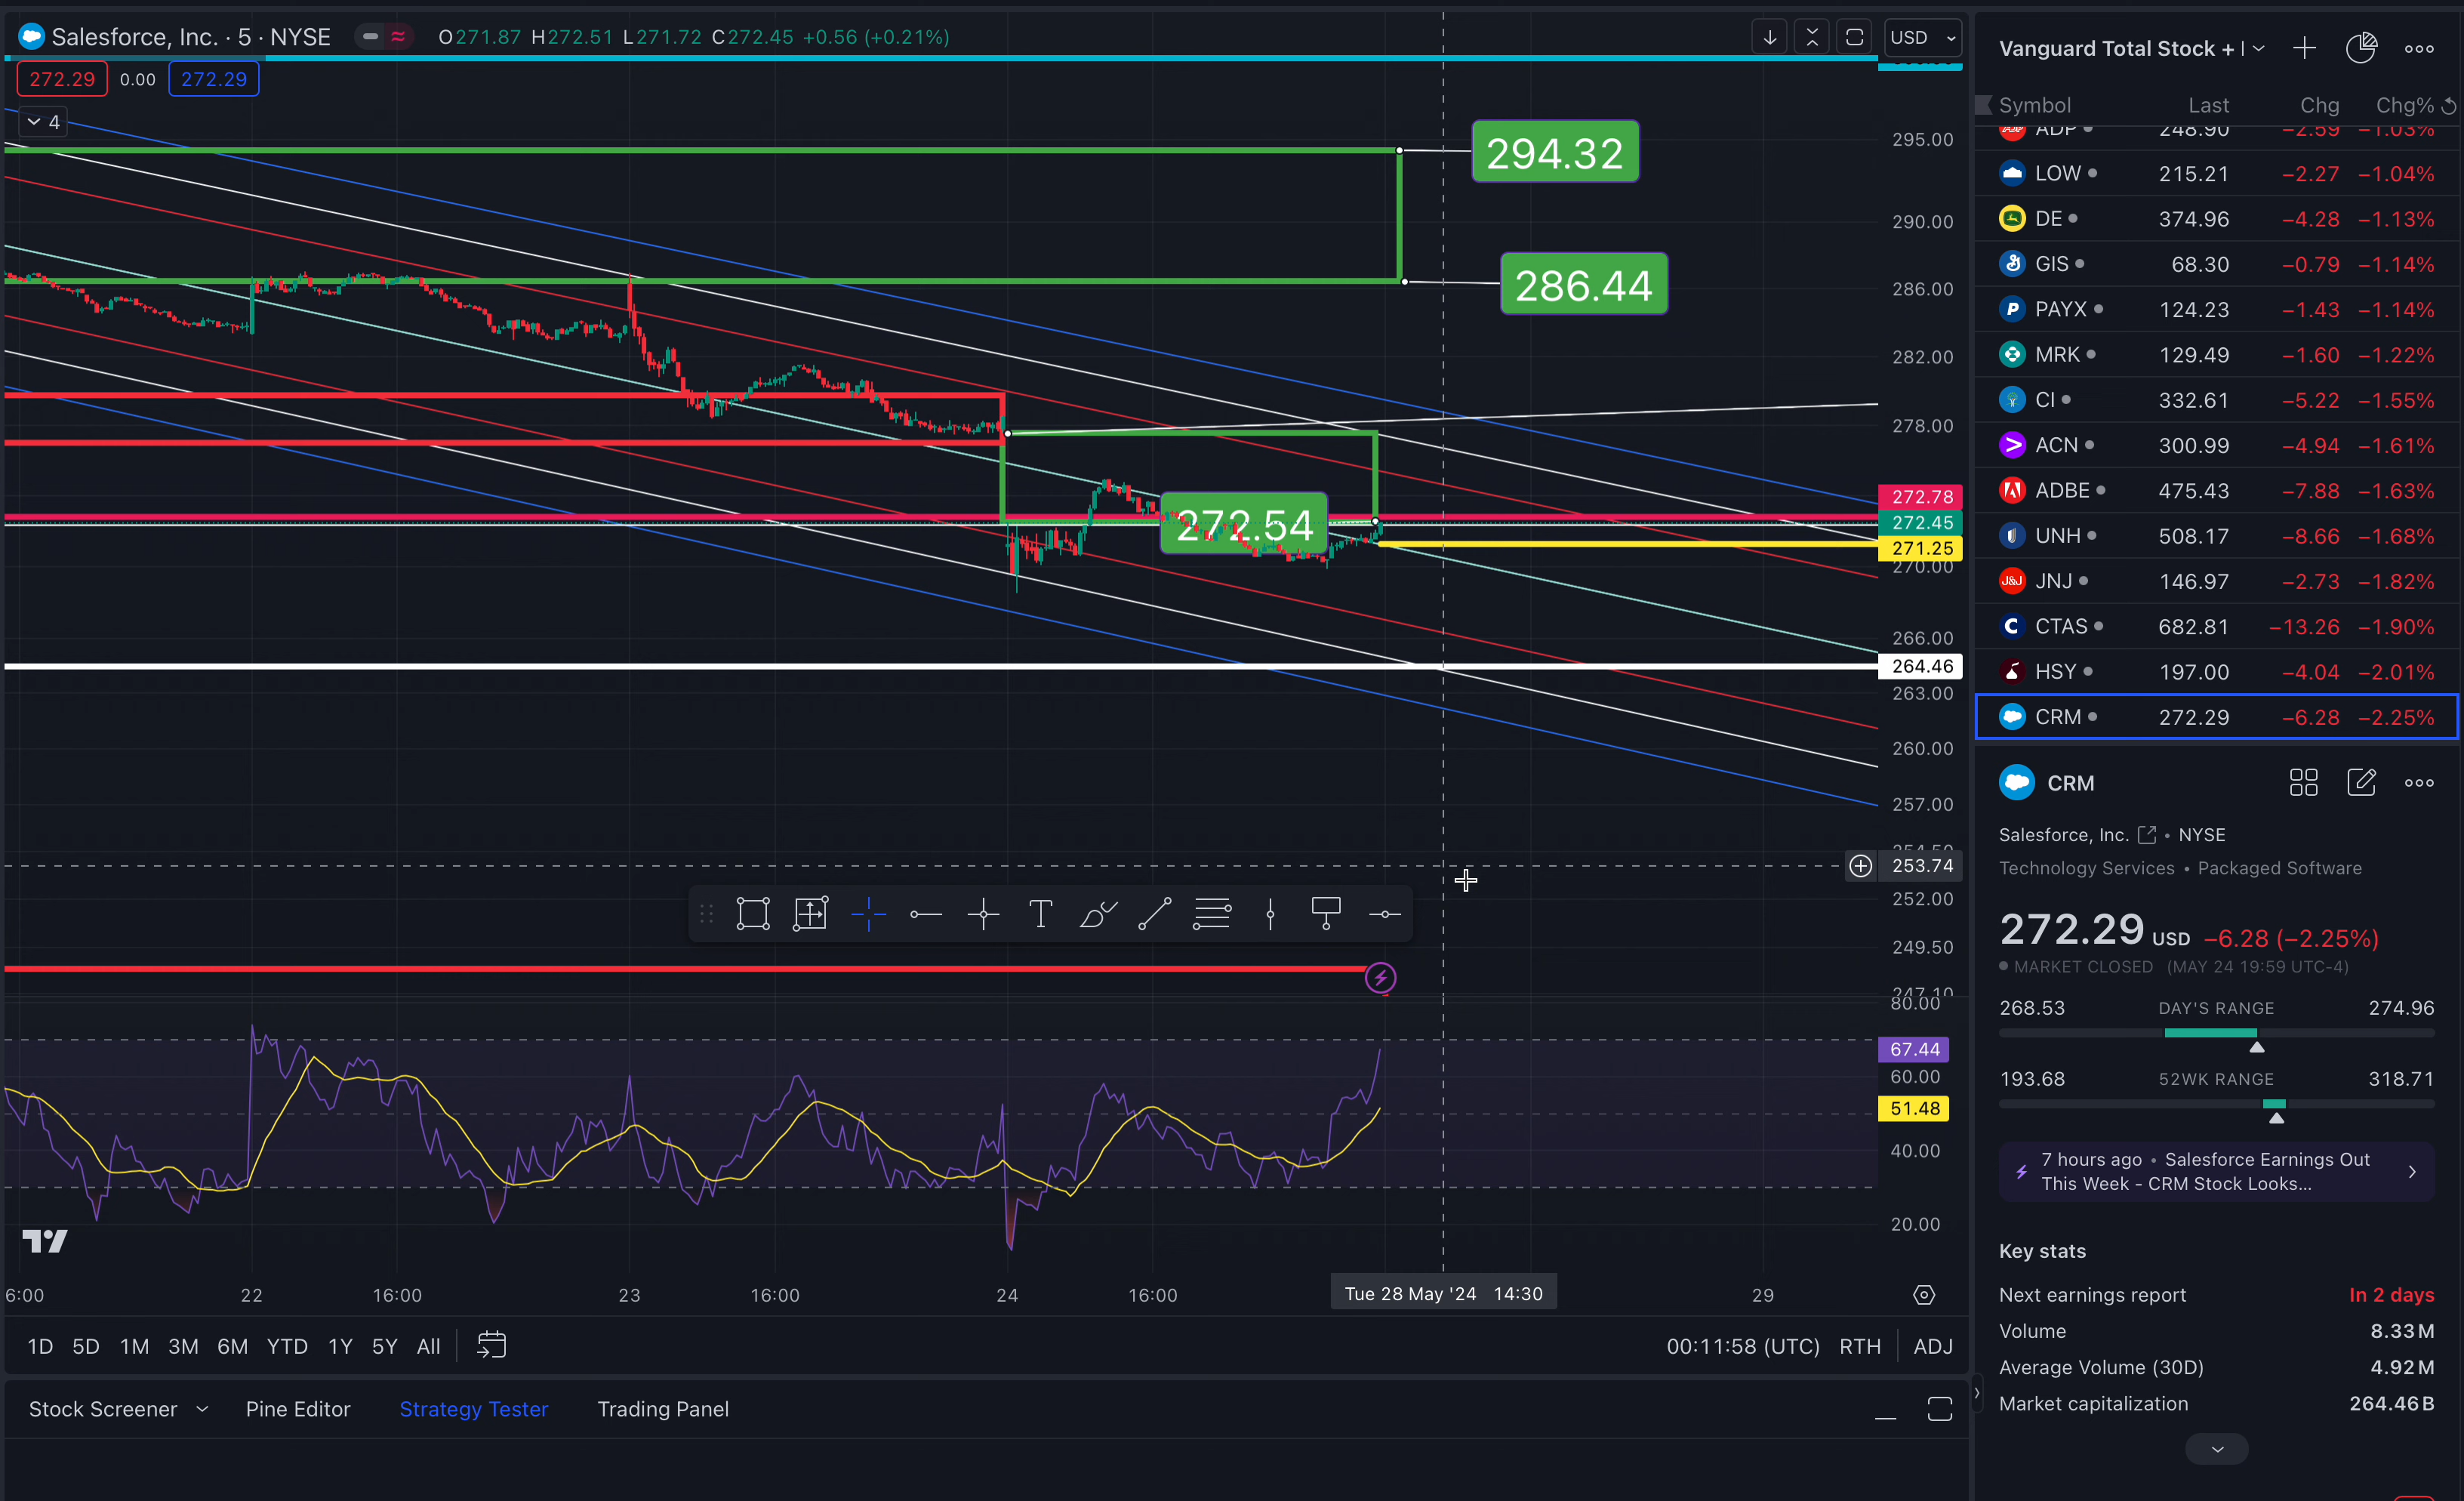 Salesforce, Inc. · 5 · NYSE O271.87 H272.51 L271.72 C272.45 +0.56 (+0.21%)
USD
272.29 0.00 272.29
4
294.32
286.44
272.54
295.00
290.00
286.00
282.00
278.00
272.78
272.45
271.25
270.00
266.00
264.46
263.00
260.00
257.00
253.74
252.00
249.50
247.10
80.00
67.44
60.00
51.48
40.00
20.00
6:00 22 16:00 23 16:00 24 16:00 Tue 28 May '24 14:30 29
1D 5D 1M 3M 6M YTD 1Y 5Y All 00:11:58 (UTC) RTH ADJ
Stock Screener Pine Editor Strategy Tester Trading Panel
Vanguard Total Stock +
Symbol Last Chg Chg%
ADP 248.90 −2.59 −1.03%
LOW 215.21 −2.27 −1.04%
DE 374.96 −4.28 −1.13%
GIS 68.30 −0.79 −1.14%
PAYX 124.23 −1.43 −1.14%
MRK 129.49 −1.60 −1.22%
CI 332.61 −5.22 −1.55%
ACN 300.99 −4.94 −1.61%
ADBE 475.43 −7.88 −1.63%
UNH 508.17 −8.66 −1.68%
J&J JNJ 146.97 −2.73 −1.82%
CTAS 682.81 −13.26 −1.90%
HSY 197.00 −4.04 −2.01%
CRM 272.29 −6.28 −2.25%
CRM
Salesforce, Inc. • NYSE
Technology Services • Packaged Software
272.29 USD −6.28 (−2.25%)
MARKET CLOSED (MAY 24 19:59 UTC-4)
268.53 DAY'S RANGE 274.96
193.68 52WK RANGE 318.71
7 hours ago • Salesforce Earnings Out
This Week - CRM Stock Looks...
Key stats
Next earnings report In 2 days
Volume 8.33M
Average Volume (30D) 4.92M
Market capitalization 264.46B